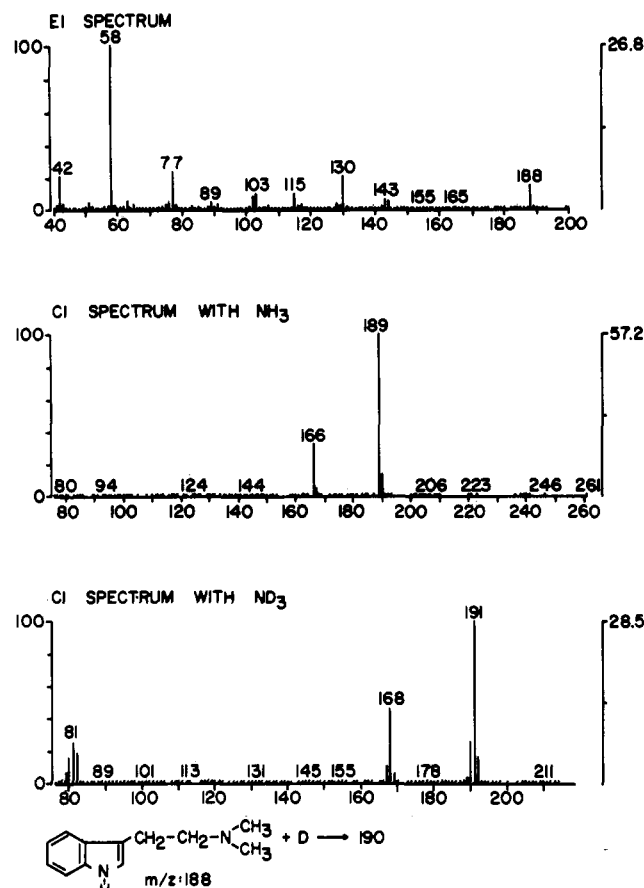 EI SPECTRUM
100
26.8
58
42
77
89
103
115
130
143
155
165
188
0
40 60 80 100 120 140 160 180 200
CI SPECTRUM WITH NH3
100
57.2
189
166
80 94 124 144 206 223 246 261
0
80 100 120 140 160 180 200 220 240 260
CI SPECTRUM WITH ND3
100
28.5
191
168
81
89 101 113 131 145 155 178 211
0
80 100 120 140 160 180 200
CH2-CH2-N CH3 CH3 + D → 190
N
m/z:188